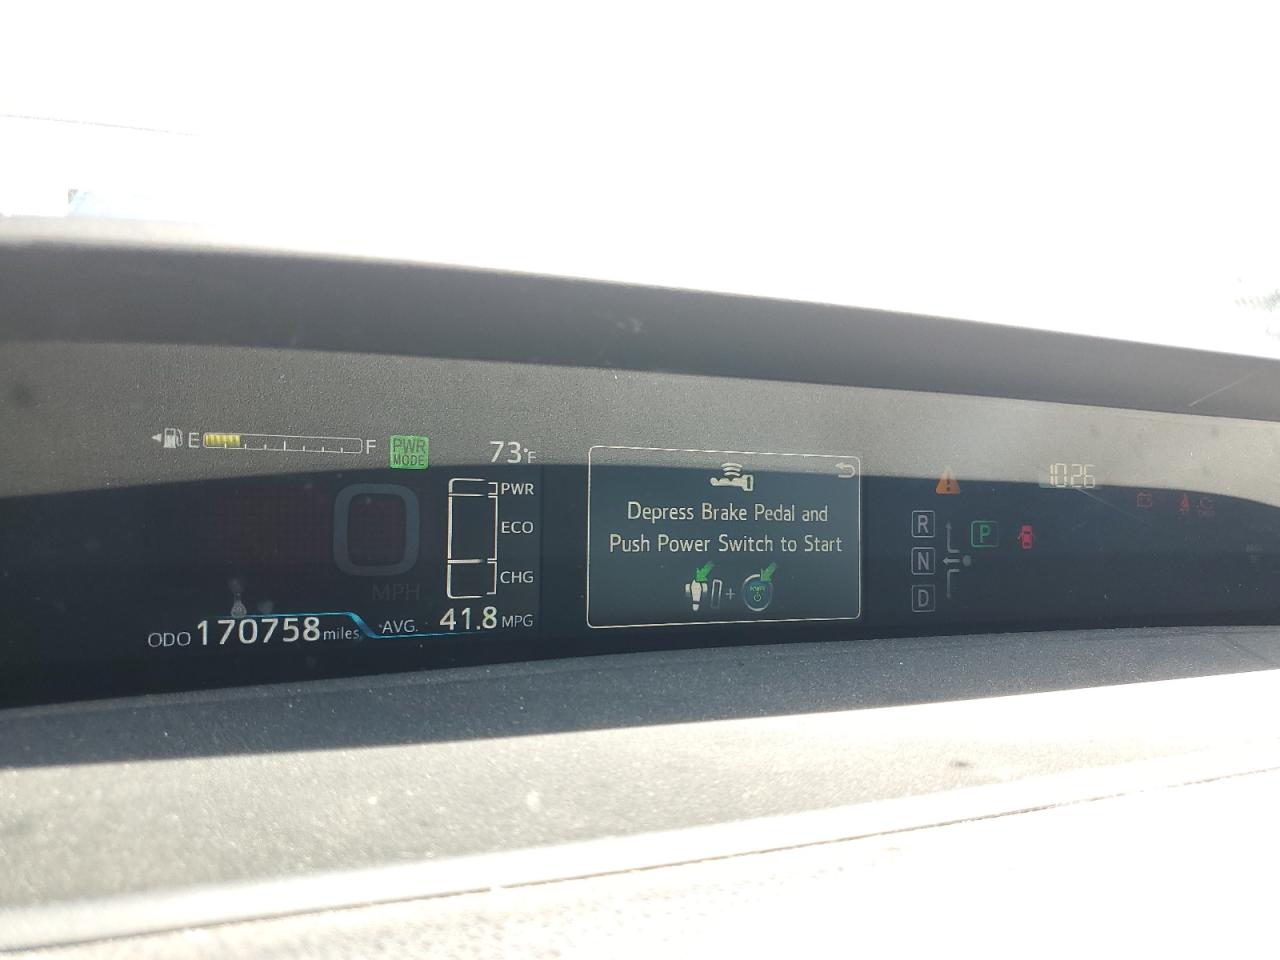 E F
PWR
MODE
73°F
PWR
ECO
CHG
0
MPH
ODO 170758 miles
AVG. 41.8 MPG
Depress Brake Pedal and
Push Power Switch to Start
+
R
N
D
P
10:26